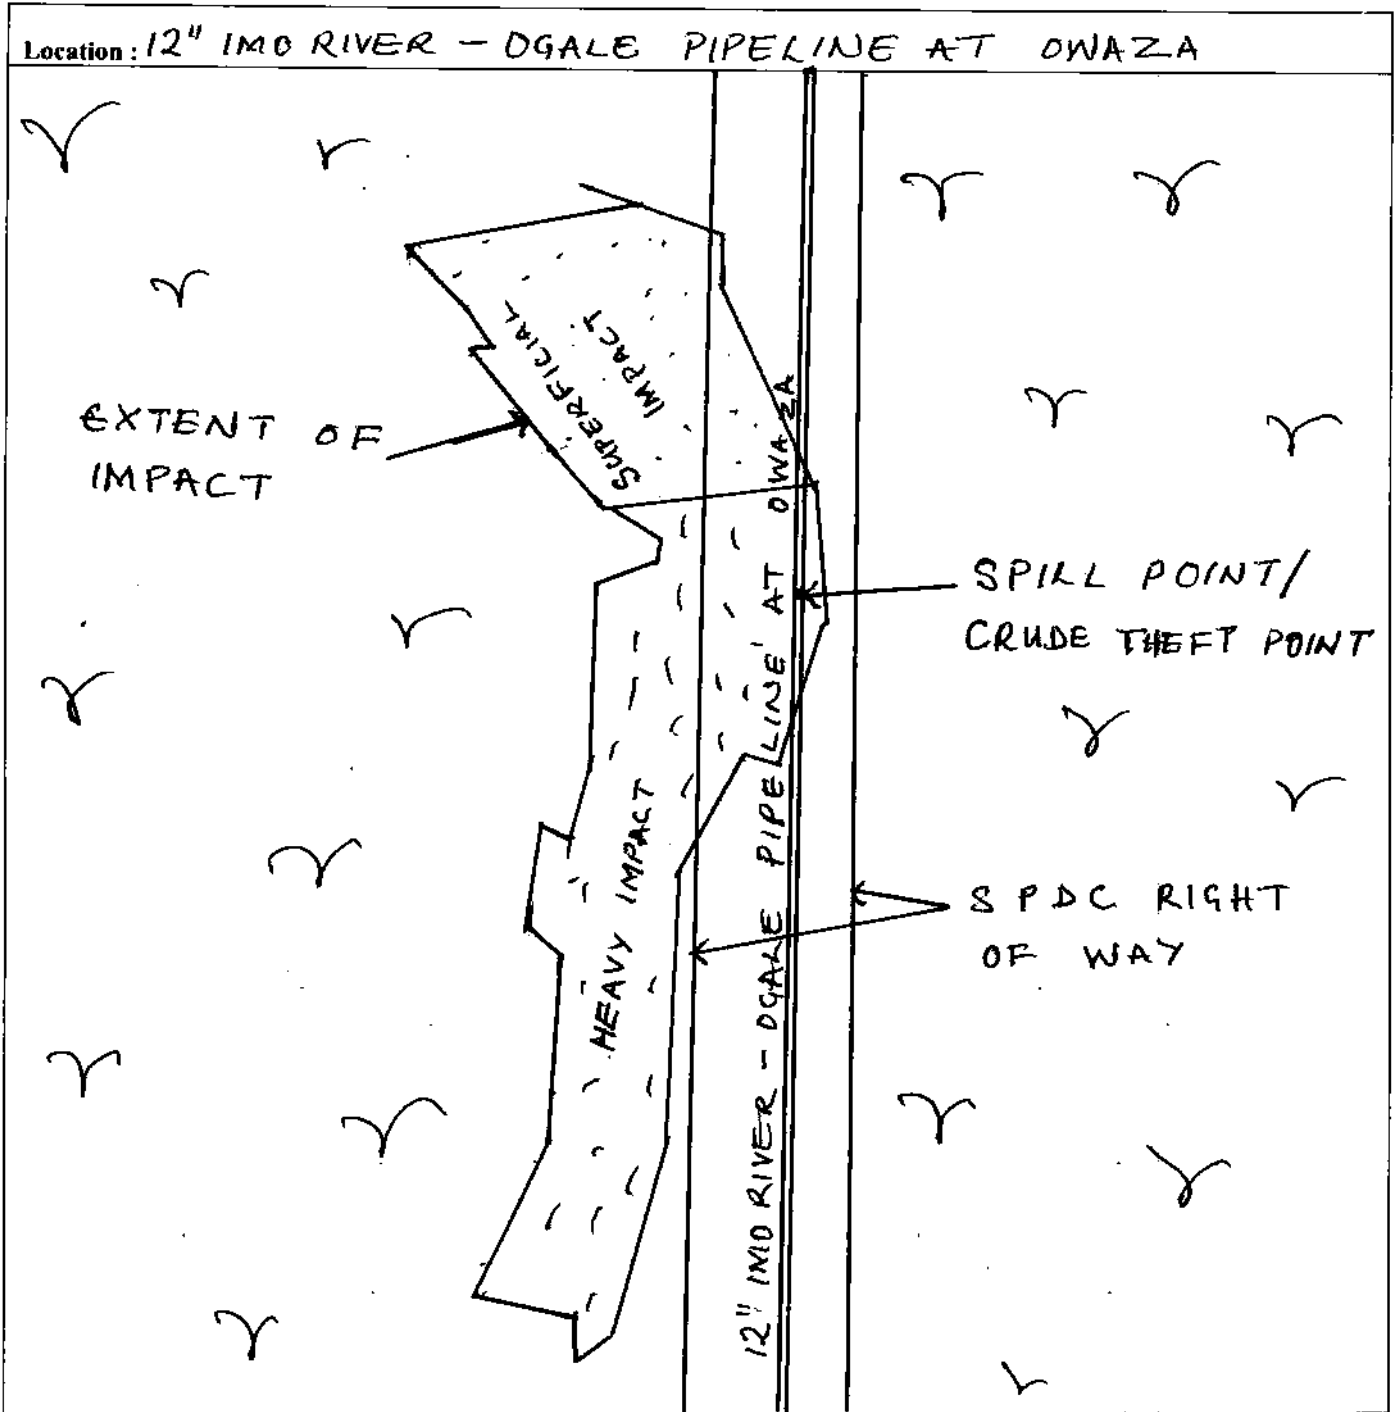 Location : 12" IMO RIVER - OGALE PIPELINE AT OWAZA
SUPERFICIAL
IMPACT
EXTENT OF
IMPACT
SPILL POINT/
CRUDE THEFT POINT
HEAVY IMPACT
SPDC RIGHT
OF WAY
12" IMO RIVER - OGALE PIPELINE AT OWAZA